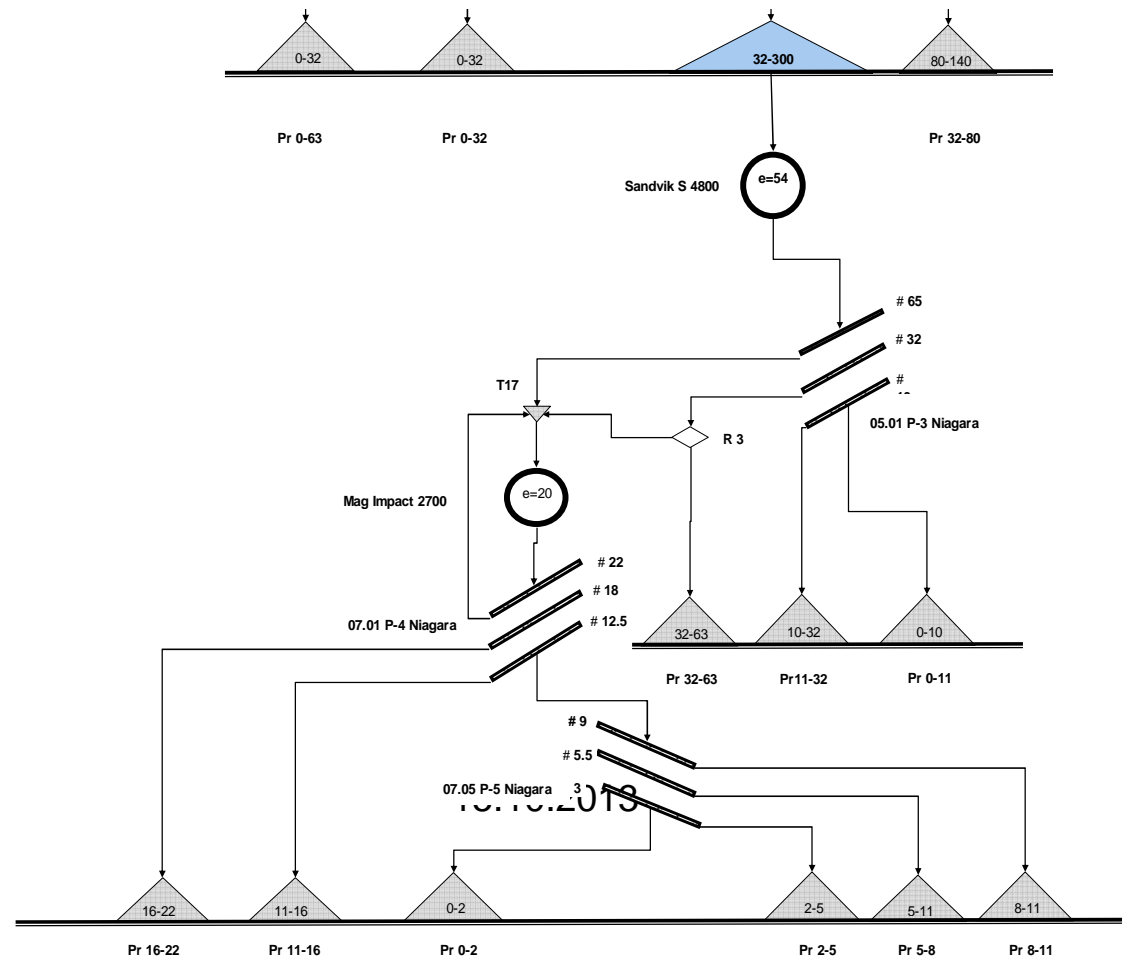 0-32
0-32
32-300
80-140
Pr 0-63
Pr 0-32
Pr 32-80
Sandvik S 4800
e=54
# 65
# 32
#
T17
05.01 P-3 Niagara
R 3
Mag Impact 2700
e=20
# 22
# 18
# 12.5
07.01 P-4 Niagara
32-63
10-32
0-10
Pr 32-63
Pr11-32
Pr 0-11
# 9
# 5.5
07.05 P-5 Niagara
3
16-22
11-16
0-2
2-5
5-11
8-11
Pr 16-22
Pr 11-16
Pr 0-2
Pr 2-5
Pr 5-8
Pr 8-11